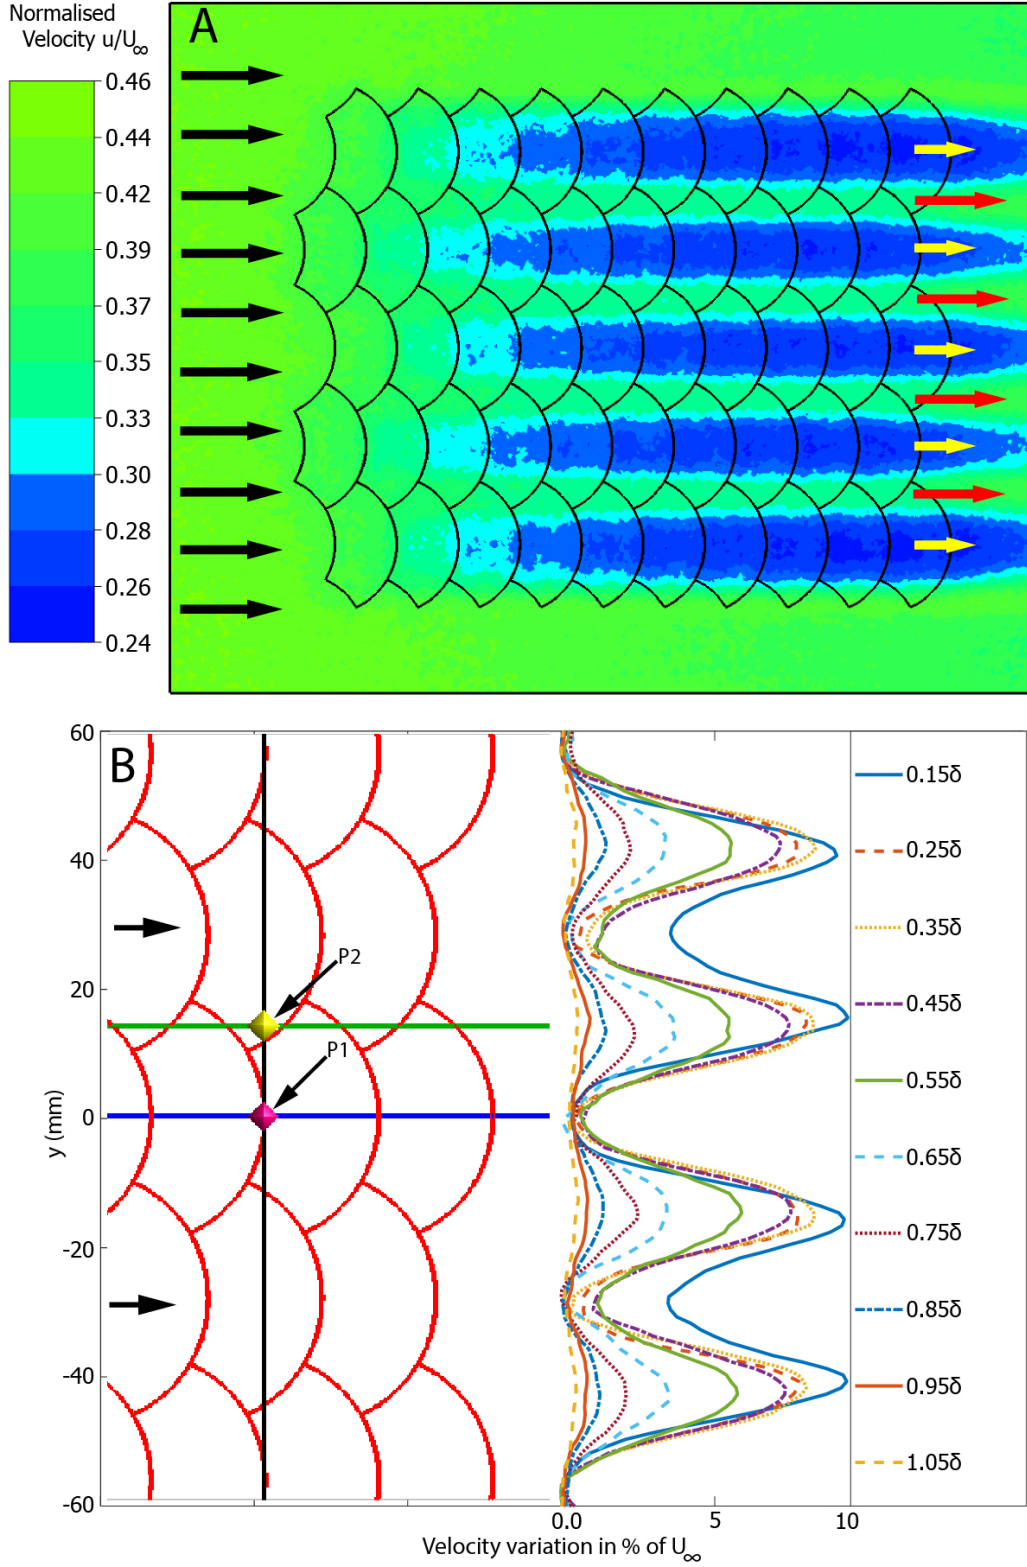 Normalised
Velocity u/U∞
A
0.46
0.44
0.42
0.39
0.37
0.35
0.33
0.30
0.28
0.26
0.24
B
60
40
20
0
-20
-40
-60
y (mm)
P2
P1
0.15δ
0.25δ
0.35δ
0.45δ
0.55δ
0.65δ
0.75δ
0.85δ
0.95δ
1.05δ
0.0
5
10
Velocity variation in % of U∞